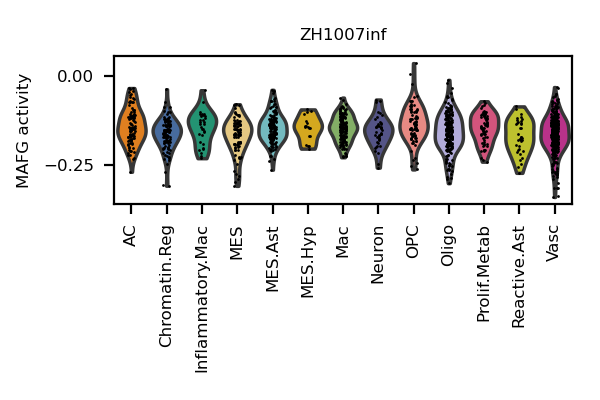 ZH1007inf
MAFG activity
0.00
−0.25
AC
Chromatin.Reg
Inflammatory.Mac
MES
MES.Ast
MES.Hyp
Mac
Neuron
OPC
Oligo
Prolif.Metab
Reactive.Ast
Vasc